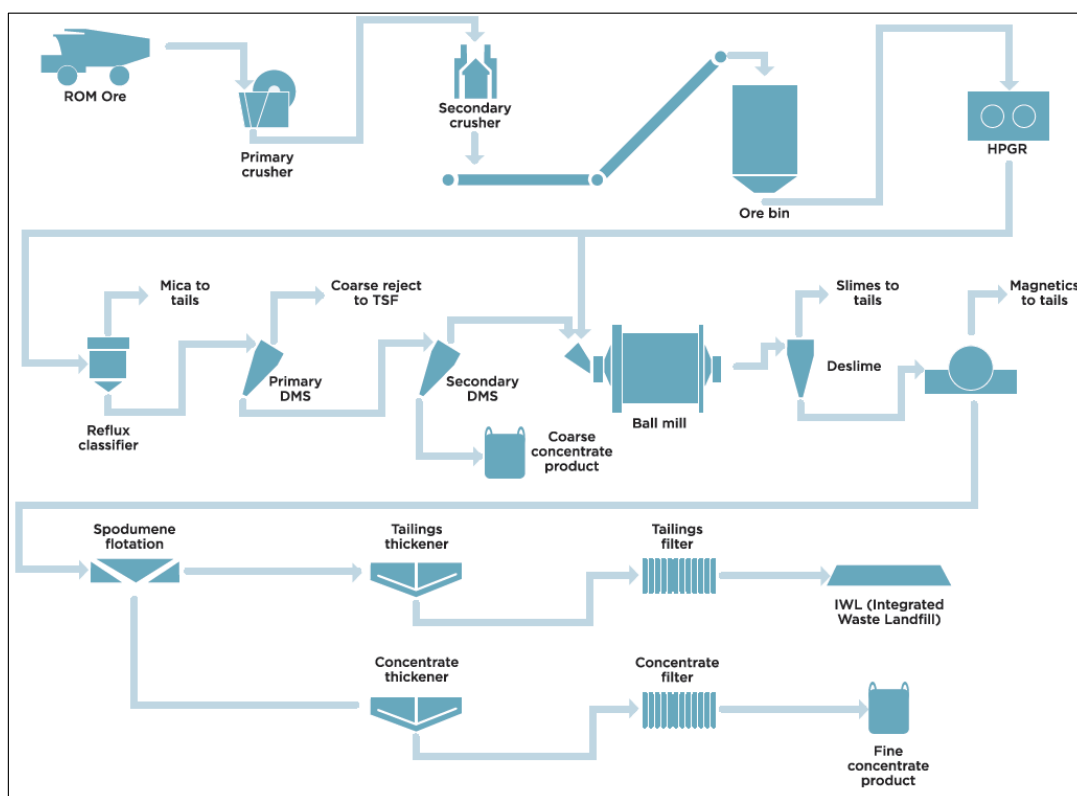 ROM Ore
Primary
crusher
Secondary
crusher
Ore bin
HPGR
Mica to
tails
Coarse reject
to TSF
Slimes to
tails
Magnetics
to tails
Reflux
classifier
Primary
DMS
Secondary
DMS
Coarse
concentrate
product
Ball mill
Deslime
Spodumene
flotation
Tailings
thickener
Tailings
filter
IWL (Integrated
Waste Landfill)
Concentrate
thickener
Concentrate
filter
Fine
concentrate
product